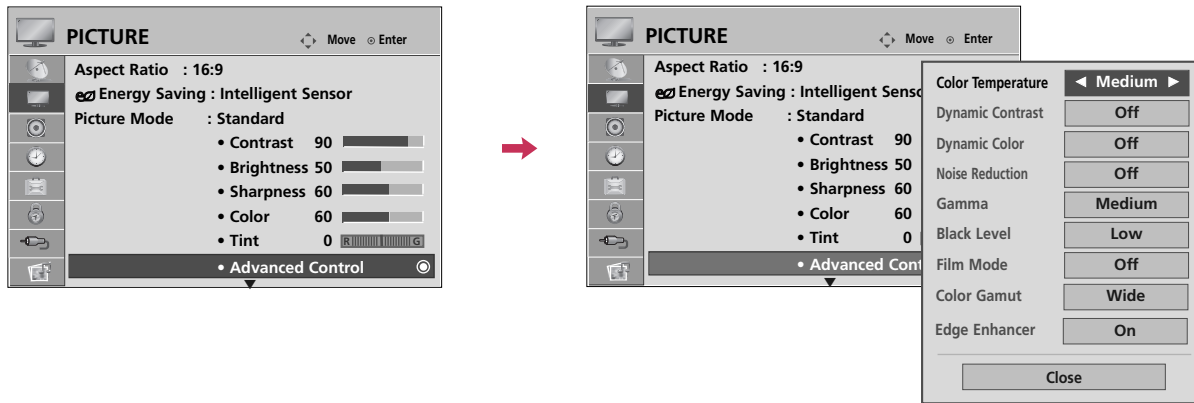 PICTURE
Move ⊙ Enter
Aspect Ratio : 16:9
Energy Saving : Intelligent Sensor
Picture Mode : Standard
• Contrast 90
• Brightness 50
• Sharpness 60
• Color 60
• Tint 0 R G
• Advanced Control
PICTURE
Move ⊙ Enter
Aspect Ratio : 16:9
Energy Saving : Intelligent Senso
Picture Mode : Standard
• Contrast 90
• Brightness 50
• Sharpness 60
• Color 60
• Tint 0
• Advanced Cont
Color Temperature ◄ Medium ►
Dynamic Contrast Off
Dynamic Color Off
Noise Reduction Off
Gamma Medium
Black Level Low
Film Mode Off
Color Gamut Wide
Edge Enhancer On
Close